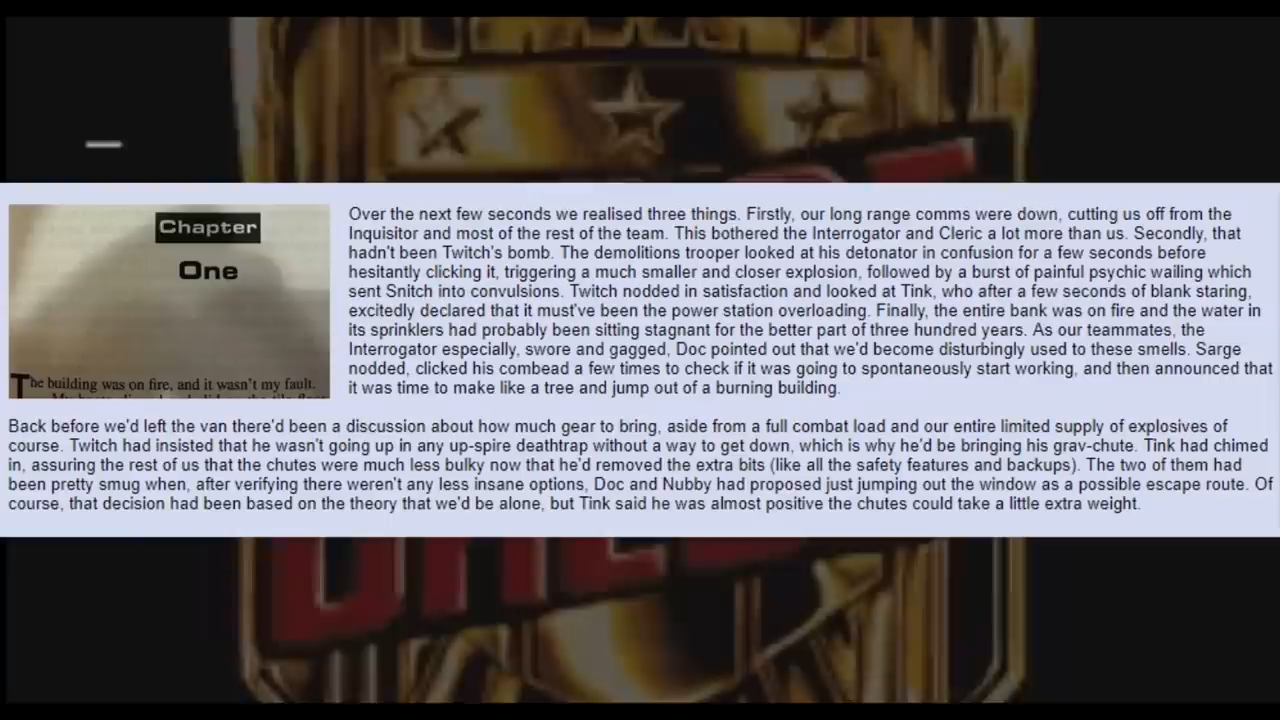 Chapter
One
The building was on fire, and it wasn't my fault.
Over the next few seconds we realised three things. Firstly, our long range comms were down, cutting us off from the
Inquisitor and most of the rest of the team. This bothered the Interrogator and Cleric a lot more than us. Secondly, that
hadn't been Twitch's bomb. The demolitions trooper looked at his detonator in confusion for a few seconds before
hesitantly clicking it, triggering a much smaller and closer explosion, followed by a burst of painful psychic wailing which
sent Snitch into convulsions. Twitch nodded in satisfaction and looked at Tink, who after a few seconds of blank staring,
excitedly declared that it must've been the power station overloading. Finally, the entire bank was on fire and the water in
its sprinklers had probably been sitting stagnant for the better part of three hundred years. As our teammates, the
Interrogator especially, swore and gagged, Doc pointed out that we'd become disturbingly used to these smells. Sarge
nodded, clicked his combead a few times to check if it was going to spontaneously start working, and then announced that
it was time to make like a tree and jump out of a burning building.
Back before we'd left the van there'd been a discussion about how much gear to bring, aside from a full combat load and our entire limited supply of explosives of
course. Twitch had insisted that he wasn't going up in any up-spire deathtrap without a way to get down, which is why he'd be bringing his grav-chute. Tink had chimed
in, assuring the rest of us that the chutes were much less bulky now that he'd removed the extra bits (like all the safety features and backups). The two of them had
been pretty smug when, after verifying there weren't any less insane options, Doc and Nubby had proposed just jumping out the window as a possible escape route. Of
course, that decision had been based on the theory that we'd be alone, but Tink said he was almost positive the chutes could take a little extra weight.